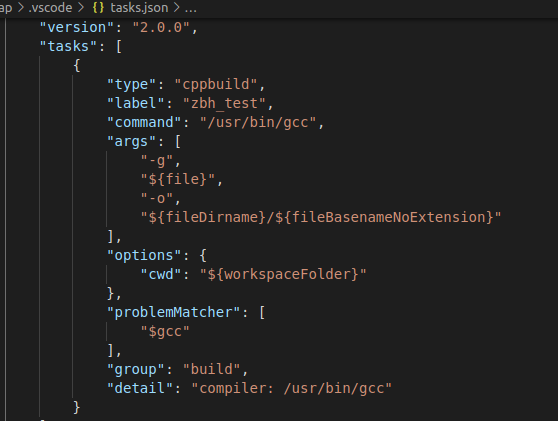 ap > .vscode > {} tasks.json > ...
"version": "2.0.0",
"tasks": [
{
"type": "cppbuild",
"label": "zbh_test",
"command": "/usr/bin/gcc",
"args": [
"-g",
"${file}",
"-o",
"${fileDirname}/${fileBasenameNoExtension}"
],
"options": {
"cwd": "${workspaceFolder}"
},
"problemMatcher": [
"$gcc"
],
"group": "build",
"detail": "compiler: /usr/bin/gcc"
}